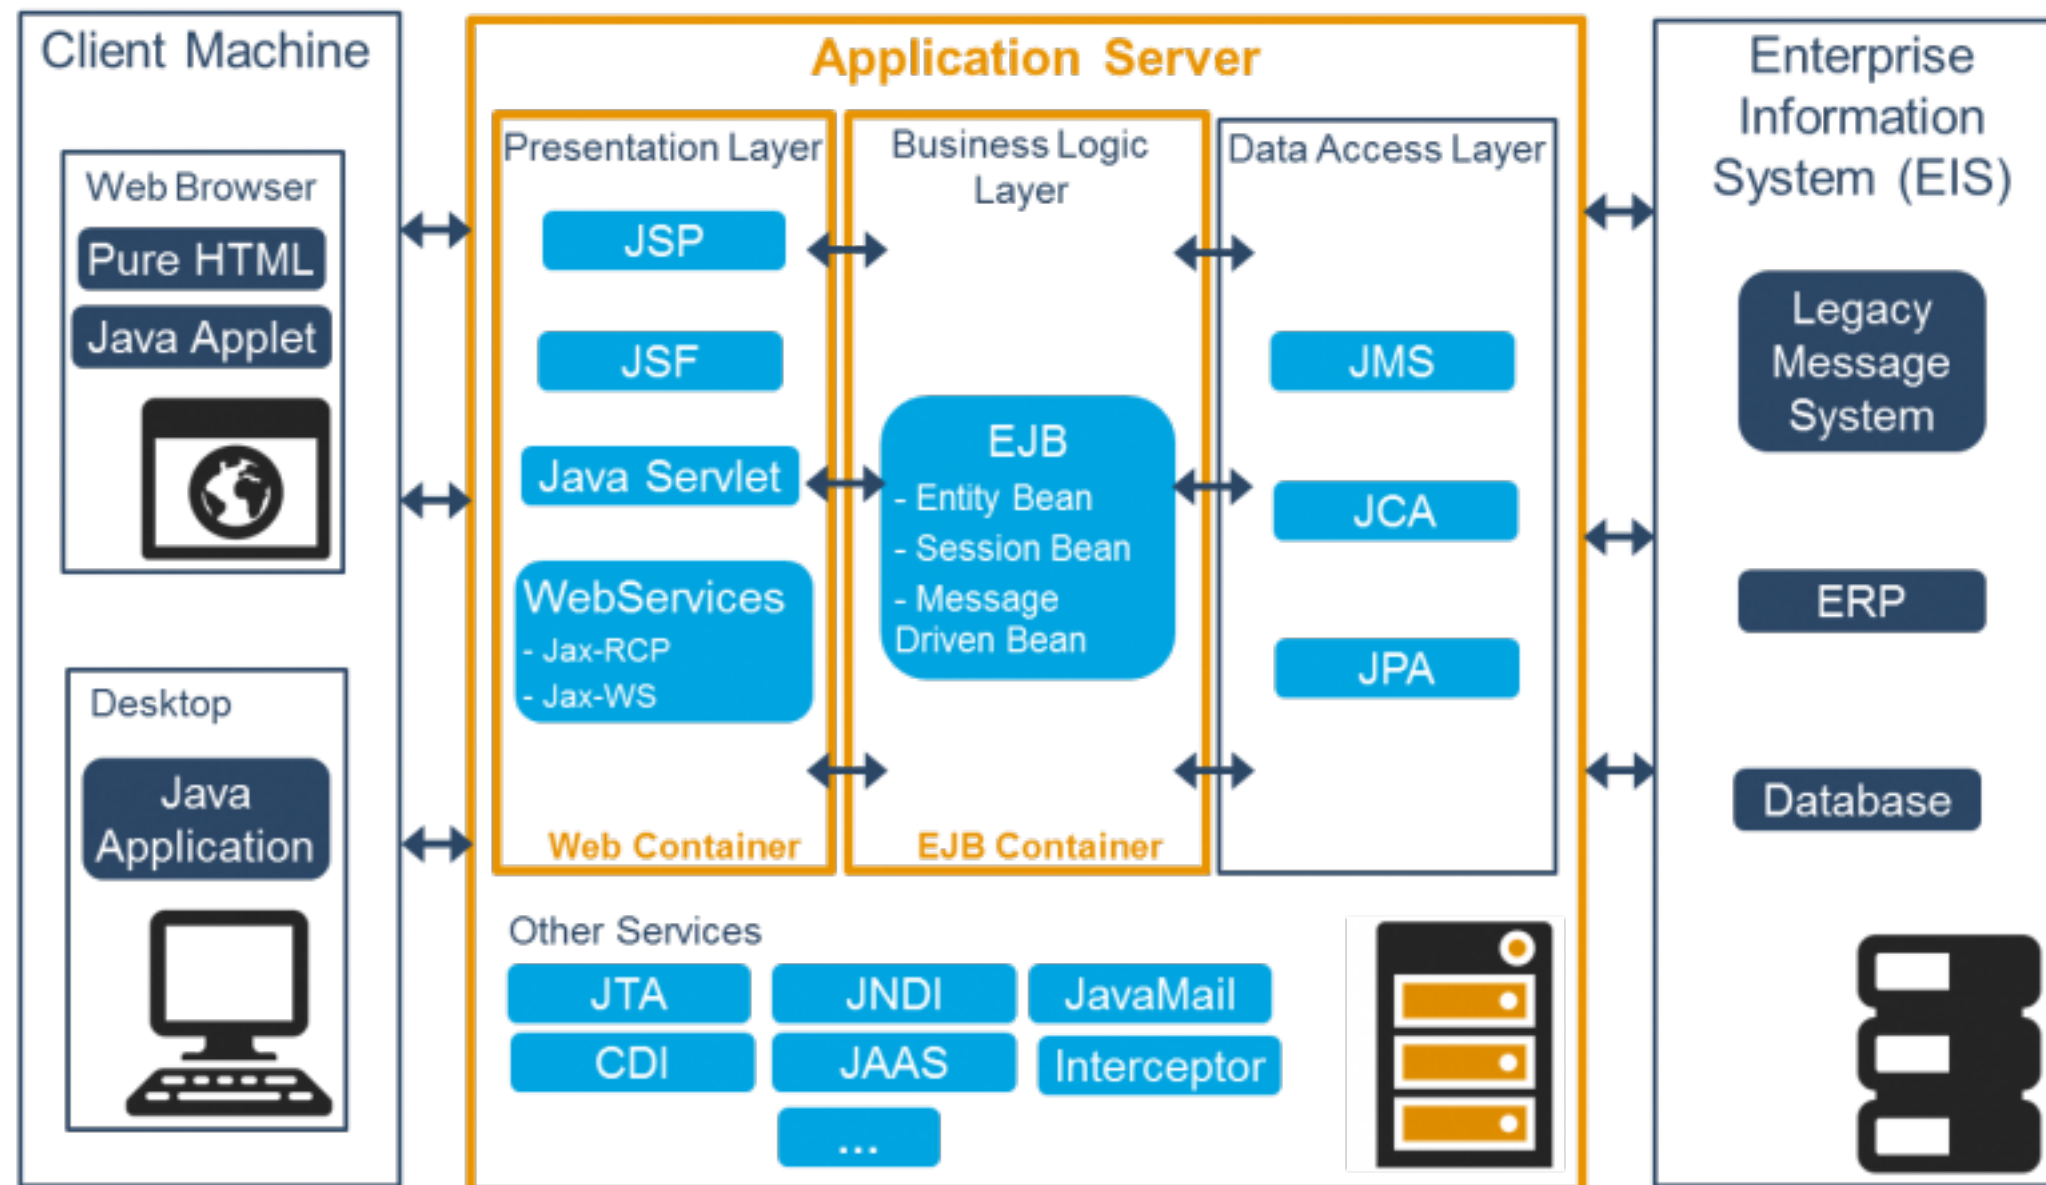 Client Machine
Web Browser
Pure HTML
Java Applet
Desktop
Java
Application
Application Server
Presentation Layer
JSP
JSF
Java Servlet
WebServices
- Jax-RCP
- Jax-WS
Web Container
Business Logic
Layer
EJB
- Entity Bean
- Session Bean
- Message
Driven Bean
EJB Container
Data Access Layer
JMS
JCA
JPA
Other Services
JTA
JNDI
JavaMail
CDI
JAAS
Interceptor
...
Enterprise
Information
System (EIS)
Legacy
Message
System
ERP
Database